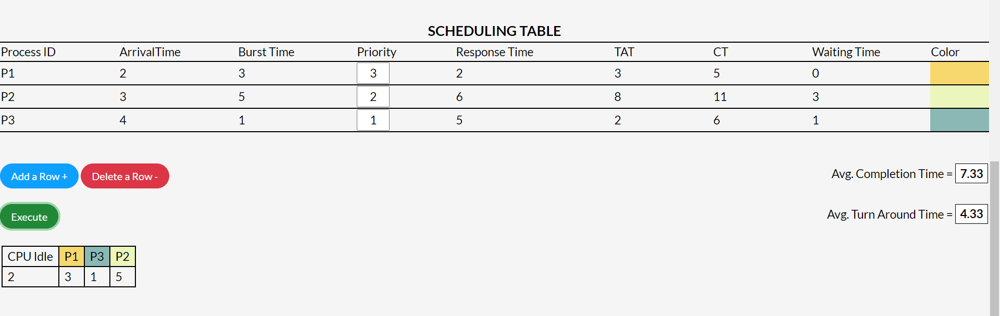 SCHEDULING TABLE
Process ID ArrivalTime Burst Time Priority Response Time TAT CT Waiting Time Color
P1 2 3 3 2 3 5 0
P2 3 5 2 6 8 11 3
P3 4 1 1 5 2 6 1
Add a Row + Delete a Row - Avg. Completion Time = 7.33
Execute Avg. Turn Around Time = 4.33
CPU Idle P1 P3 P2
2 3 1 5